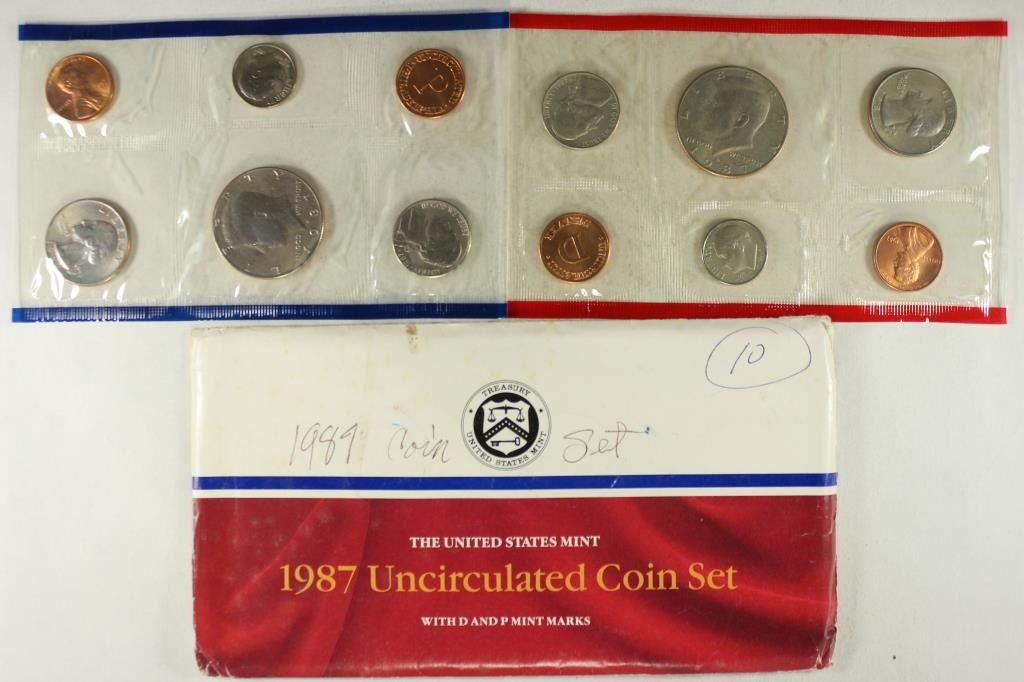 10
TREASURY
UNITED STATES MINT
1989 Coin Set
THE UNITED STATES MINT
1987 Uncirculated Coin Set
WITH D AND P MINT MARKS
P
D